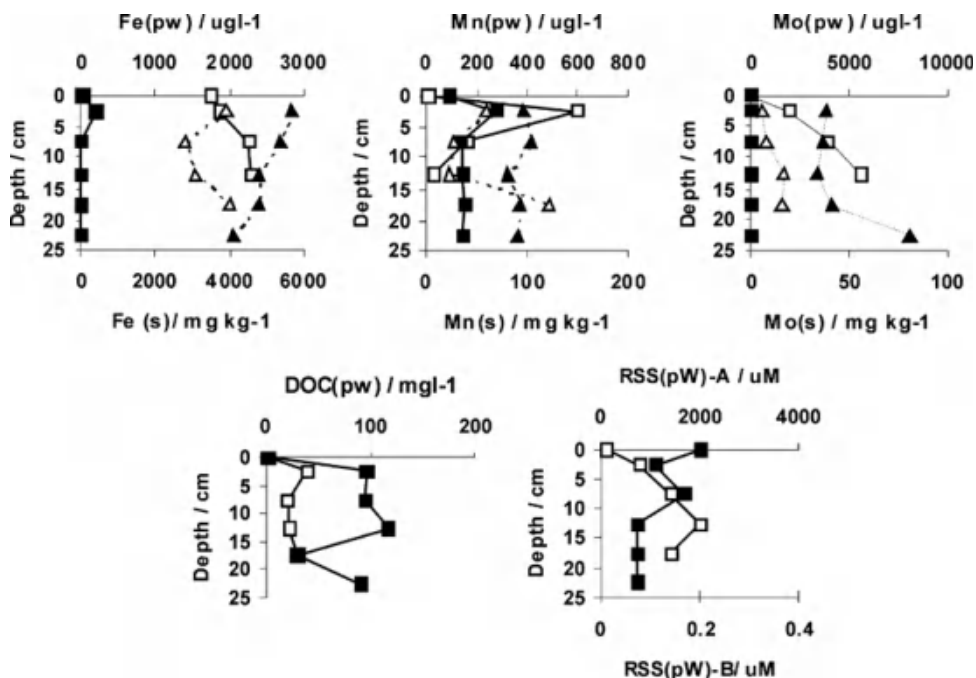 Fe(pw) / ugl-1
Mn(pw) / ugl-1
Mo(pw) / ugl-1
0 1000 2000 3000
0 200 400 600 800
0 5000 10000
Depth / cm
0
5
10
15
20
25
Depth / cm
0
5
10
15
20
25
Depth / cm
0
5
10
15
20
25
0 2000 4000 6000
0 100 200
0 50 100
Fe (s)/ mg kg-1
Mn(s) / mg kg-1
Mo(s) / mg kg-1
DOC(pw) / mgl-1
RSS(pW)-A / uM
0 100 200
0 2000 4000
Depth / cm
0
5
10
15
20
25
Depth / cm
0
5
10
15
20
25
0 0.2 0.4
RSS(pW)-B/ uM